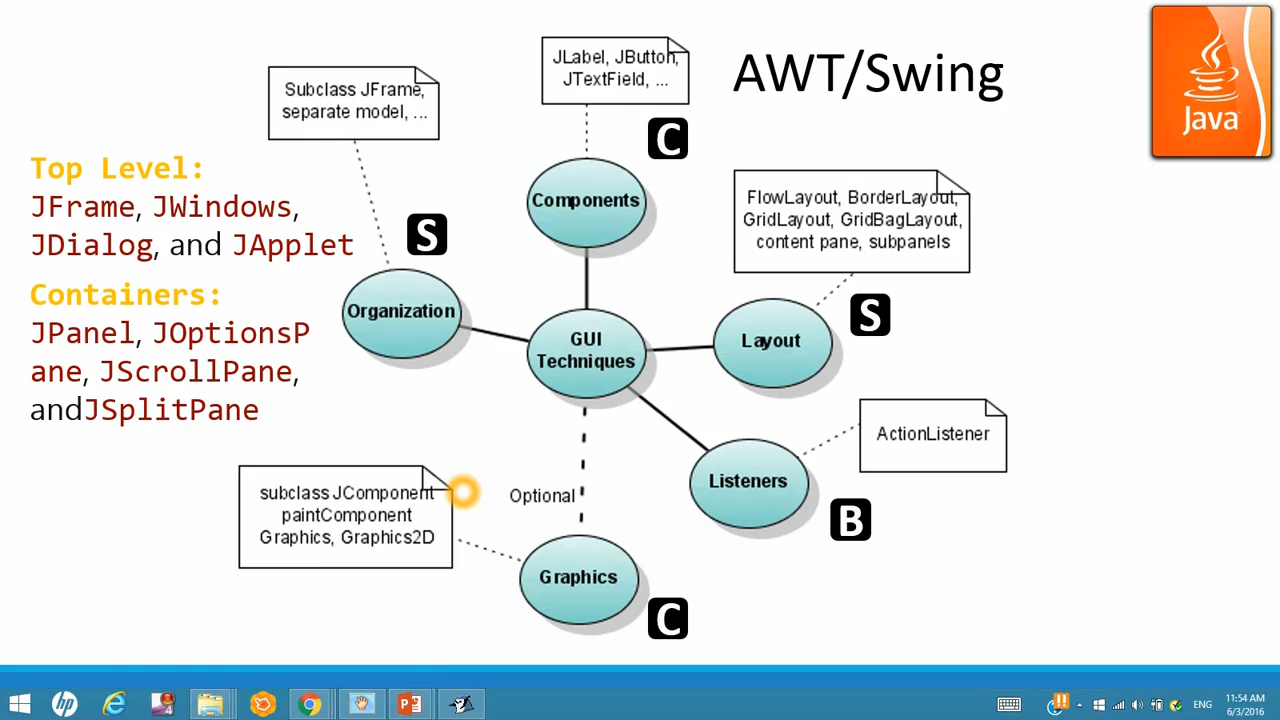 AWT/Swing
Java
JLabel, JButton,
JTextField, ...
Subclass JFrame,
separate model, ...
C
Components
Top Level:
JFrame, JWindows,
JDialog, and JApplet
S
Organization
FlowLayout, BorderLayout,
GridLayout, GridBagLayout,
content pane, subpanels
S
Layout
GUI
Techniques
Containers:
JPanel, JOptionsP
ane, JScrollPane,
andJSplitPane
ActionListener
Listeners
B
subclass JComponent
paintComponent
Graphics, Graphics2D
Optional
Graphics
C
hp
ENG
11:54 AM
6/3/2016